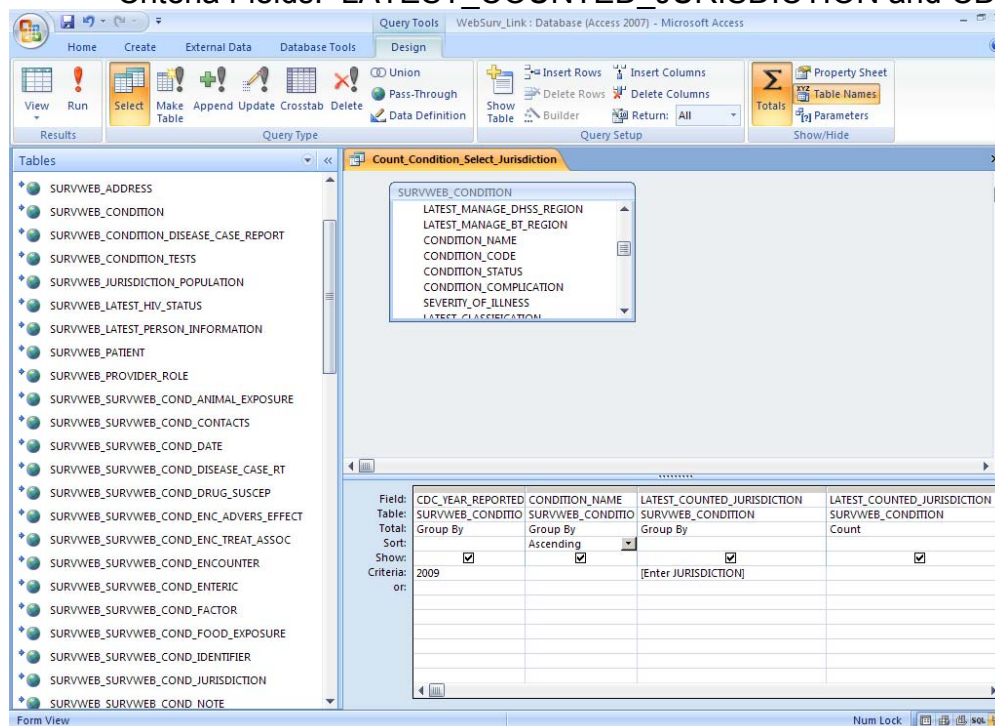 Criteria Fields: LATEST_COUNTED_JURISDICTION and
Query Tools WebSurv_Link : Database (Access 2007) - Microsoft Access
Home Create External Data Database Tools Design
View Run Select Make Table Append Update Crosstab Delete
Union
Pass-Through
Data Definition
Show Table
Insert Rows Insert Columns
Delete Rows Delete Columns
Builder Return: All
Totals
Property Sheet
Table Names
Parameters
Results Query Type Query Setup Show/Hide
Tables
Count_Condition_Select_Jurisdiction
SURVWEB_ADDRESS
SURVWEB_CONDITION
SURVWEB_CONDITION_DISEASE_CASE_REPORT
SURVWEB_CONDITION_TESTS
SURVWEB_JURISDICTION_POPULATION
SURVWEB_LATEST_HIV_STATUS
SURVWEB_LATEST_PERSON_INFORMATION
SURVWEB_PATIENT
SURVWEB_PROVIDER_ROLE
SURVWEB_SURVWEB_COND_ANIMAL_EXPOSURE
SURVWEB_SURVWEB_COND_CONTACTS
SURVWEB_SURVWEB_COND_DATE
SURVWEB_SURVWEB_COND_DISEASE_CASE_RT
SURVWEB_SURVWEB_COND_DRUG_SUSCEP
SURVWEB_SURVWEB_COND_ENC_ADVERS_EFFECT
SURVWEB_SURVWEB_COND_ENC_TREAT_ASSOC
SURVWEB_SURVWEB_COND_ENCOUNTER
SURVWEB_SURVWEB_COND_ENTERIC
SURVWEB_SURVWEB_COND_FACTOR
SURVWEB_SURVWEB_COND_FOOD_EXPOSURE
SURVWEB_SURVWEB_COND_IDENTIFIER
SURVWEB_SURVWEB_COND_JURISDICTION
SURVWEB_SURVWEB_COND_NOTE
SURVWEB_CONDITION
LATEST_MANAGE_DHSS_REGION
LATEST_MANAGE_BT_REGION
CONDITION_NAME
CONDITION_CODE
CONDITION_STATUS
CONDITION_COMPLICATION
SEVERITY_OF_ILLNESS
LATEST_CLASSIFICATION
Field: CDC_YEAR_REPORTED CONDITION_NAME LATEST_COUNTED_JURISDICTION LATEST_COUNTED_JURISDICTION
Table: SURVWEB_CONDITIO SURVWEB_CONDITIO SURVWEB_CONDITION SURVWEB_CONDITION
Total: Group By Group By Group By Count
Sort: Ascending
Show:
Criteria: 2009 [Enter JURISDICTION]
or:
Form View Num Lock SQL